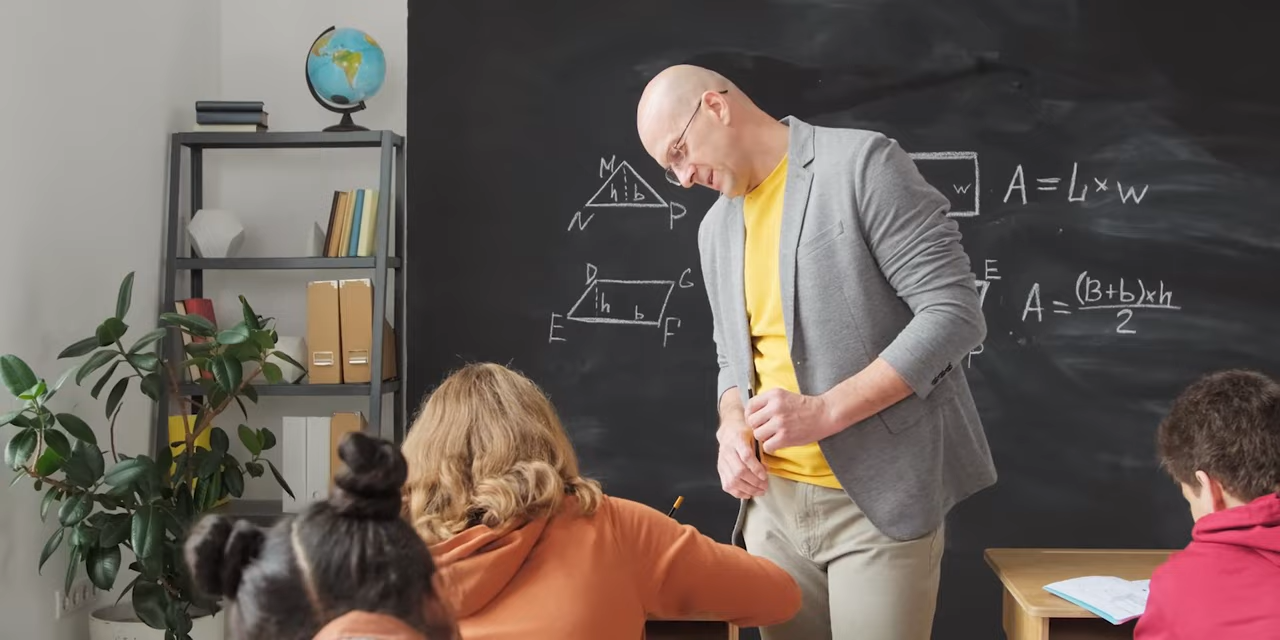 M
h b
N P
w
A = L × w
D G
h b
E F
E
P
A = (B+b)×h / 2